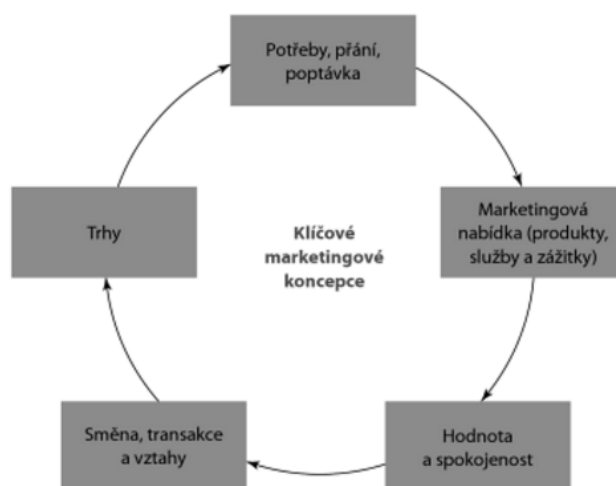 Potřeby, přání,
poptávka
Marketingová
nabídka (produkty,
služby a zážitky)
Trhy
Klíčové
marketingové
koncepce
Směna, transakce
a vztahy
Hodnota
a spokojenost